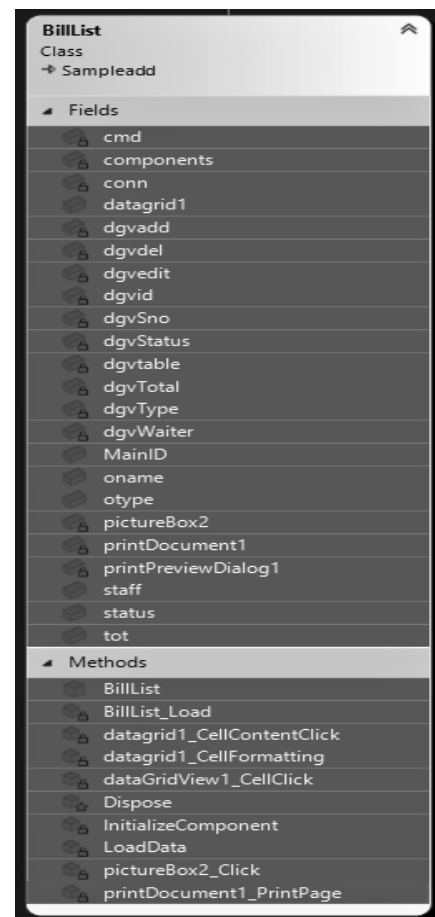 BillList
Class
Sampleadd
Fields
cmd
components
conn
datagrid1
dgvadd
dgvdel
dgvedit
dgvid
dgvSno
dgvStatus
dgvtable
dgvTotal
dgvType
dgvWaiter
MainID
oname
otype
pictureBox2
printDocument1
printPreviewDialog1
staff
status
tot
Methods
BillList
BillList_Load
datagrid1_CellContentClick
datagrid1_CellFormatting
dataGridView1_CellClick
Dispose
InitializeComponent
LoadData
pictureBox2_Click
printDocument1_PrintPage